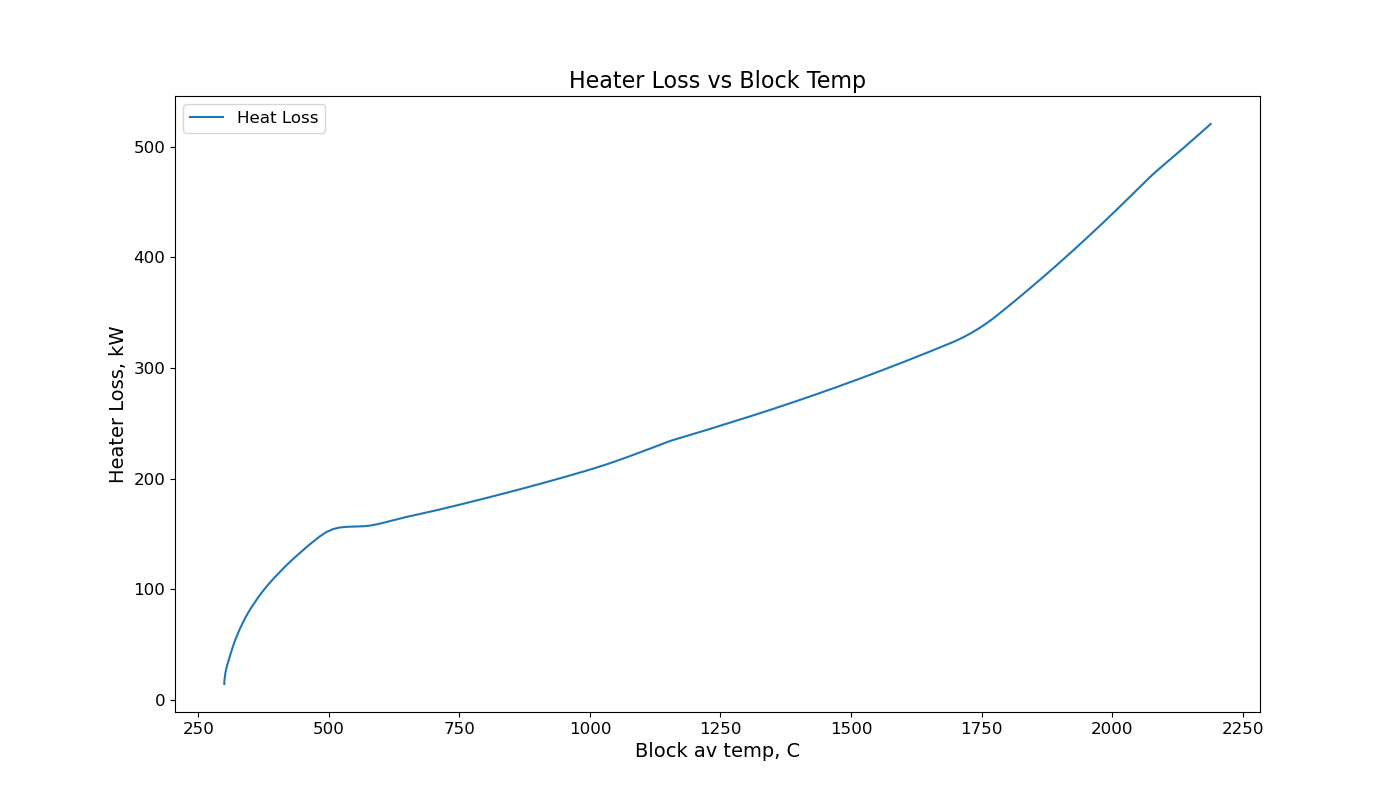 Heater Loss vs Block Temp
Heat Loss
500
400
300
200
100
0
Heater Loss, kW
250 500 750 1000 1250 1500 1750 2000 2250
Block av temp, C